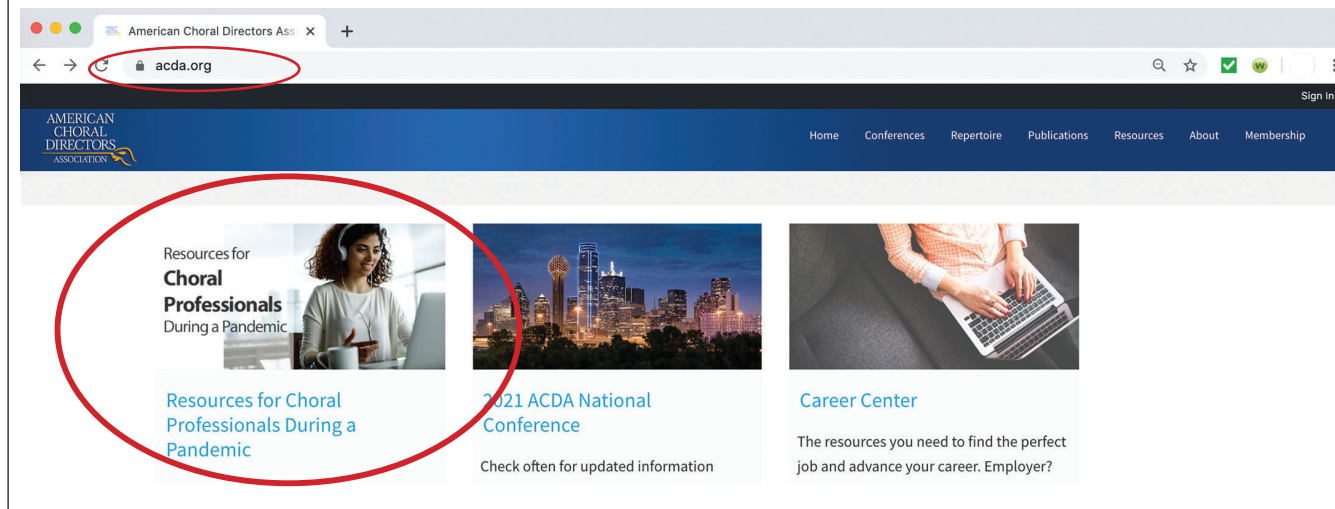 American Choral Directors Ass
acda.org
Sign In
AMERICAN
CHORAL
DIRECTORS
ASSOCIATION
Home Conferences Repertoire Publications Resources About Membership
Resources for
Choral
Professionals
During a Pandemic
Resources for Choral
Professionals During a
Pandemic
2021 ACDA National
Conference
Check often for updated information
Career Center
The resources you need to find the perfect
job and advance your career. Employer?